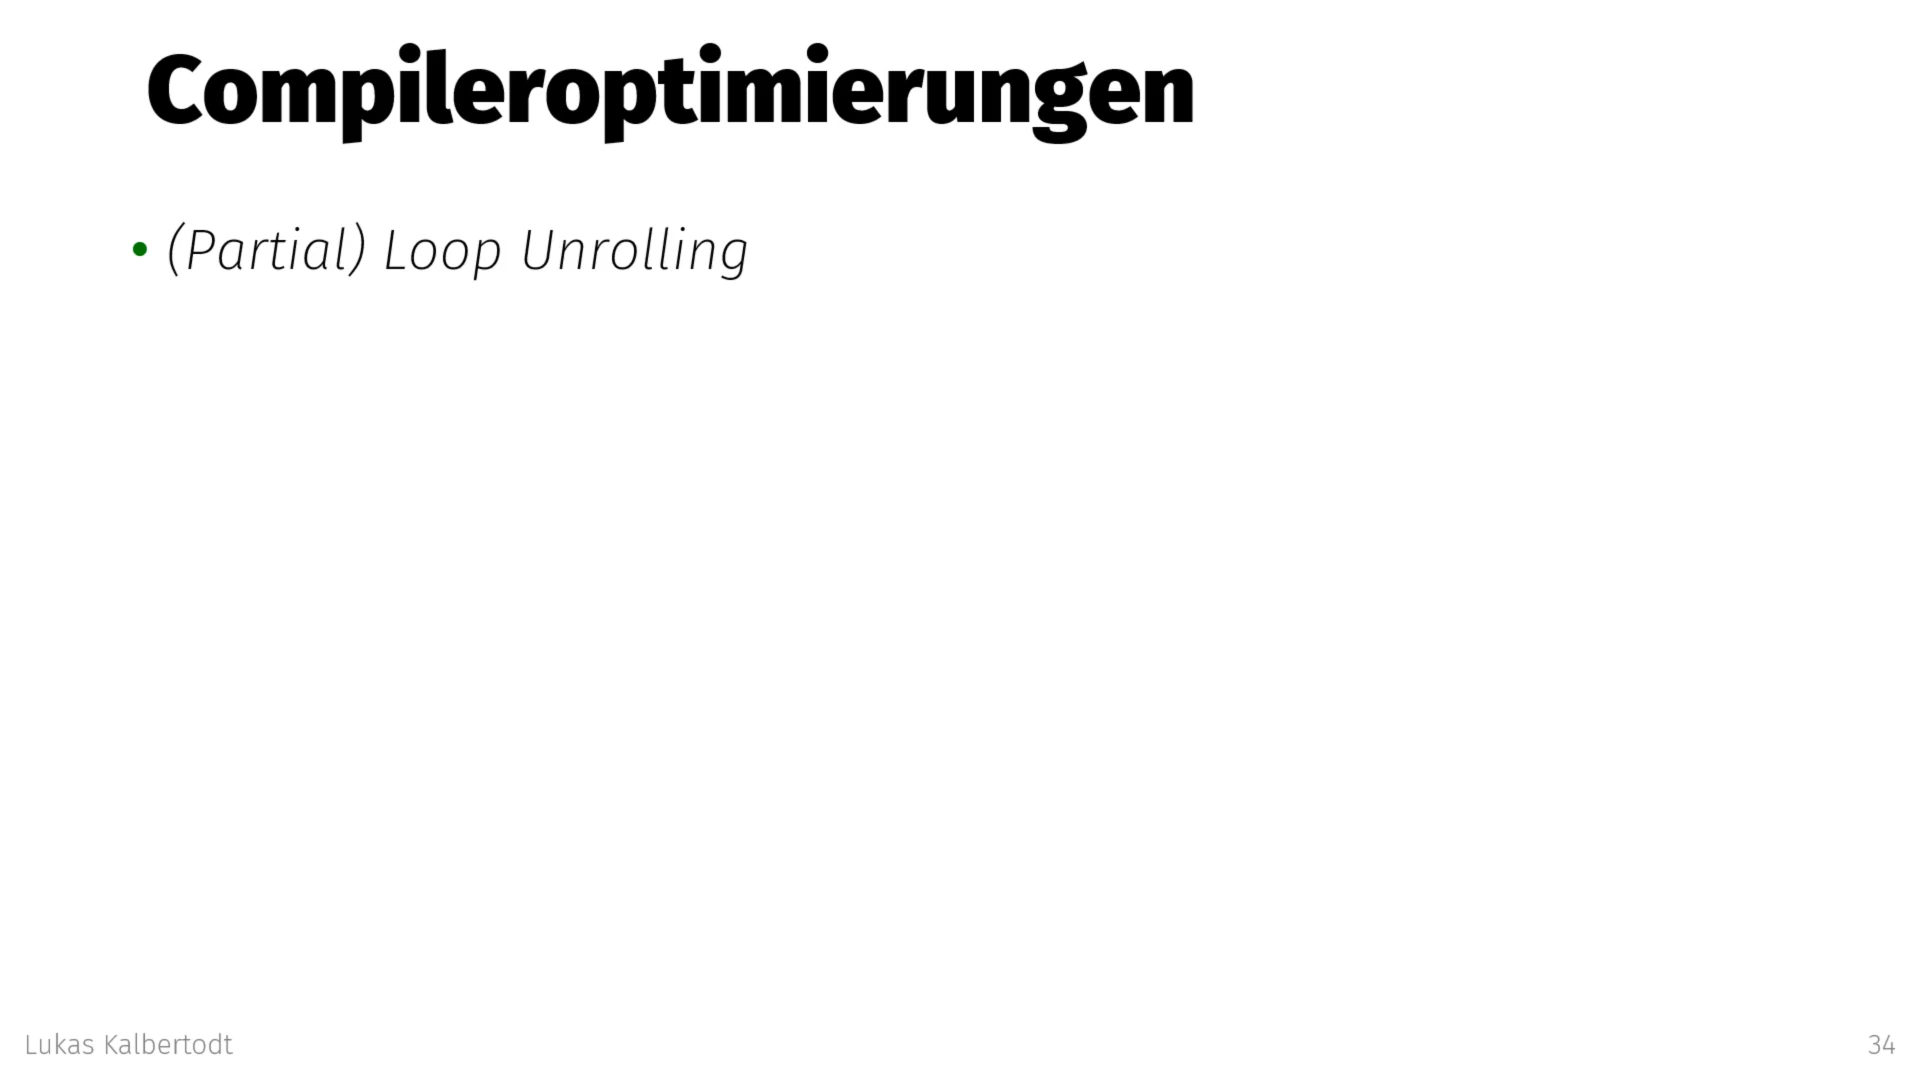 Compileroptimierungen
• (Partial) Loop Unrolling
Lukas Kalbertodt
34